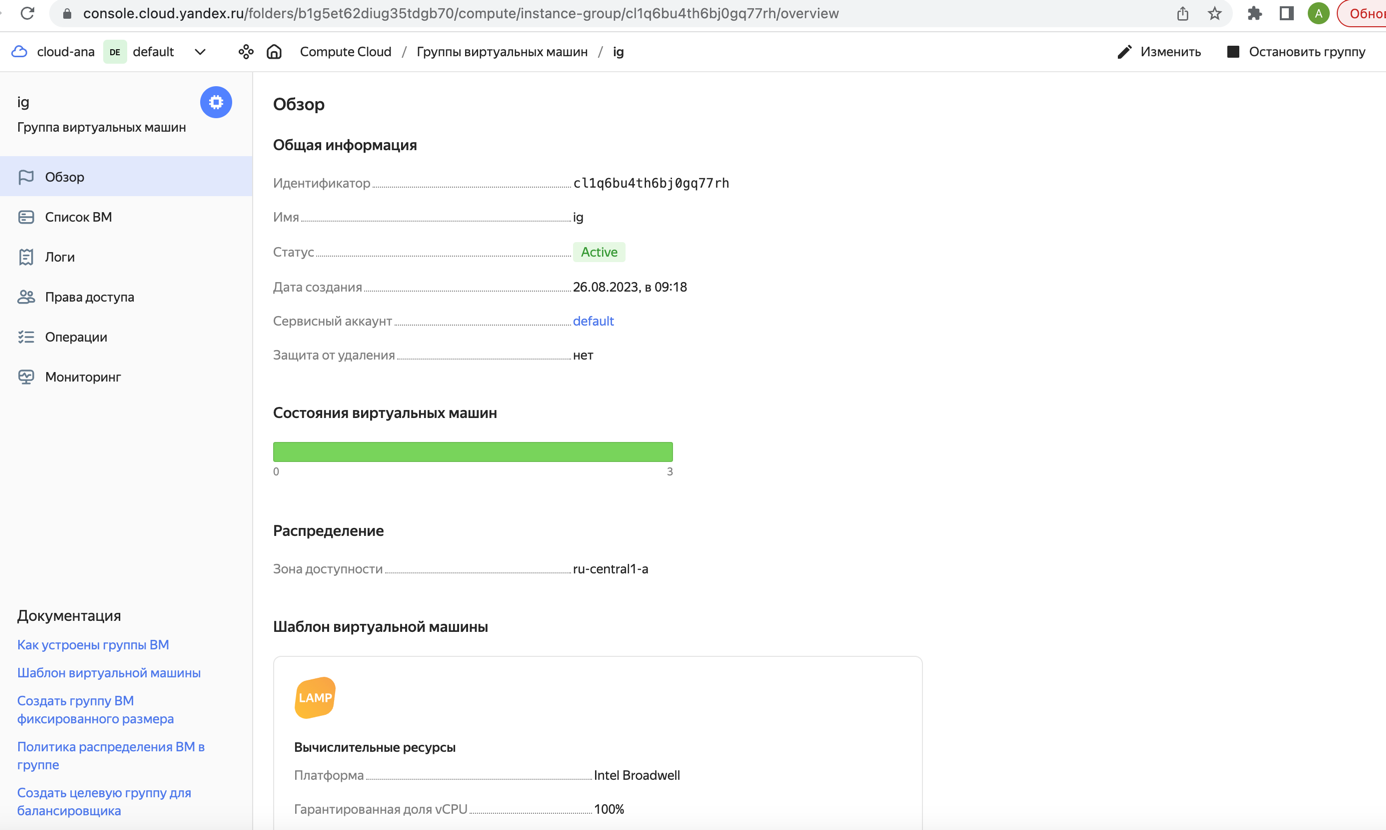 console.cloud.yandex.ru/folders/b1g5et62diug35tdgb70/compute/instance-group/cl1q6bu4th6bj0gq77rh/overview
A
Обнов
cloud-ana DE default
Compute Cloud / Группы виртуальных машин / ig
Изменить
Остановить группу
ig
Группа виртуальных машин
Обзор
Список ВМ
Логи
Права доступа
Операции
Мониторинг
Документация
Как устроены группы ВМ
Шаблон виртуальной машины
Создать группу ВМ
фиксированного размера
Политика распределения ВМ в
группе
Создать целевую группу для
балансировщика
Обзор
Общая информация
Идентификатор cl1q6bu4th6bj0gq77rh
Имя ig
Статус Active
Дата создания 26.08.2023, в 09:18
Сервисный аккаунт default
Защита от удаления нет
Состояния виртуальных машин
0 3
Распределение
Зона доступности ru-central1-a
Шаблон виртуальной машины
LAMP
Вычислительные ресурсы
Платформа Intel Broadwell
Гарантированная доля vCPU 100%